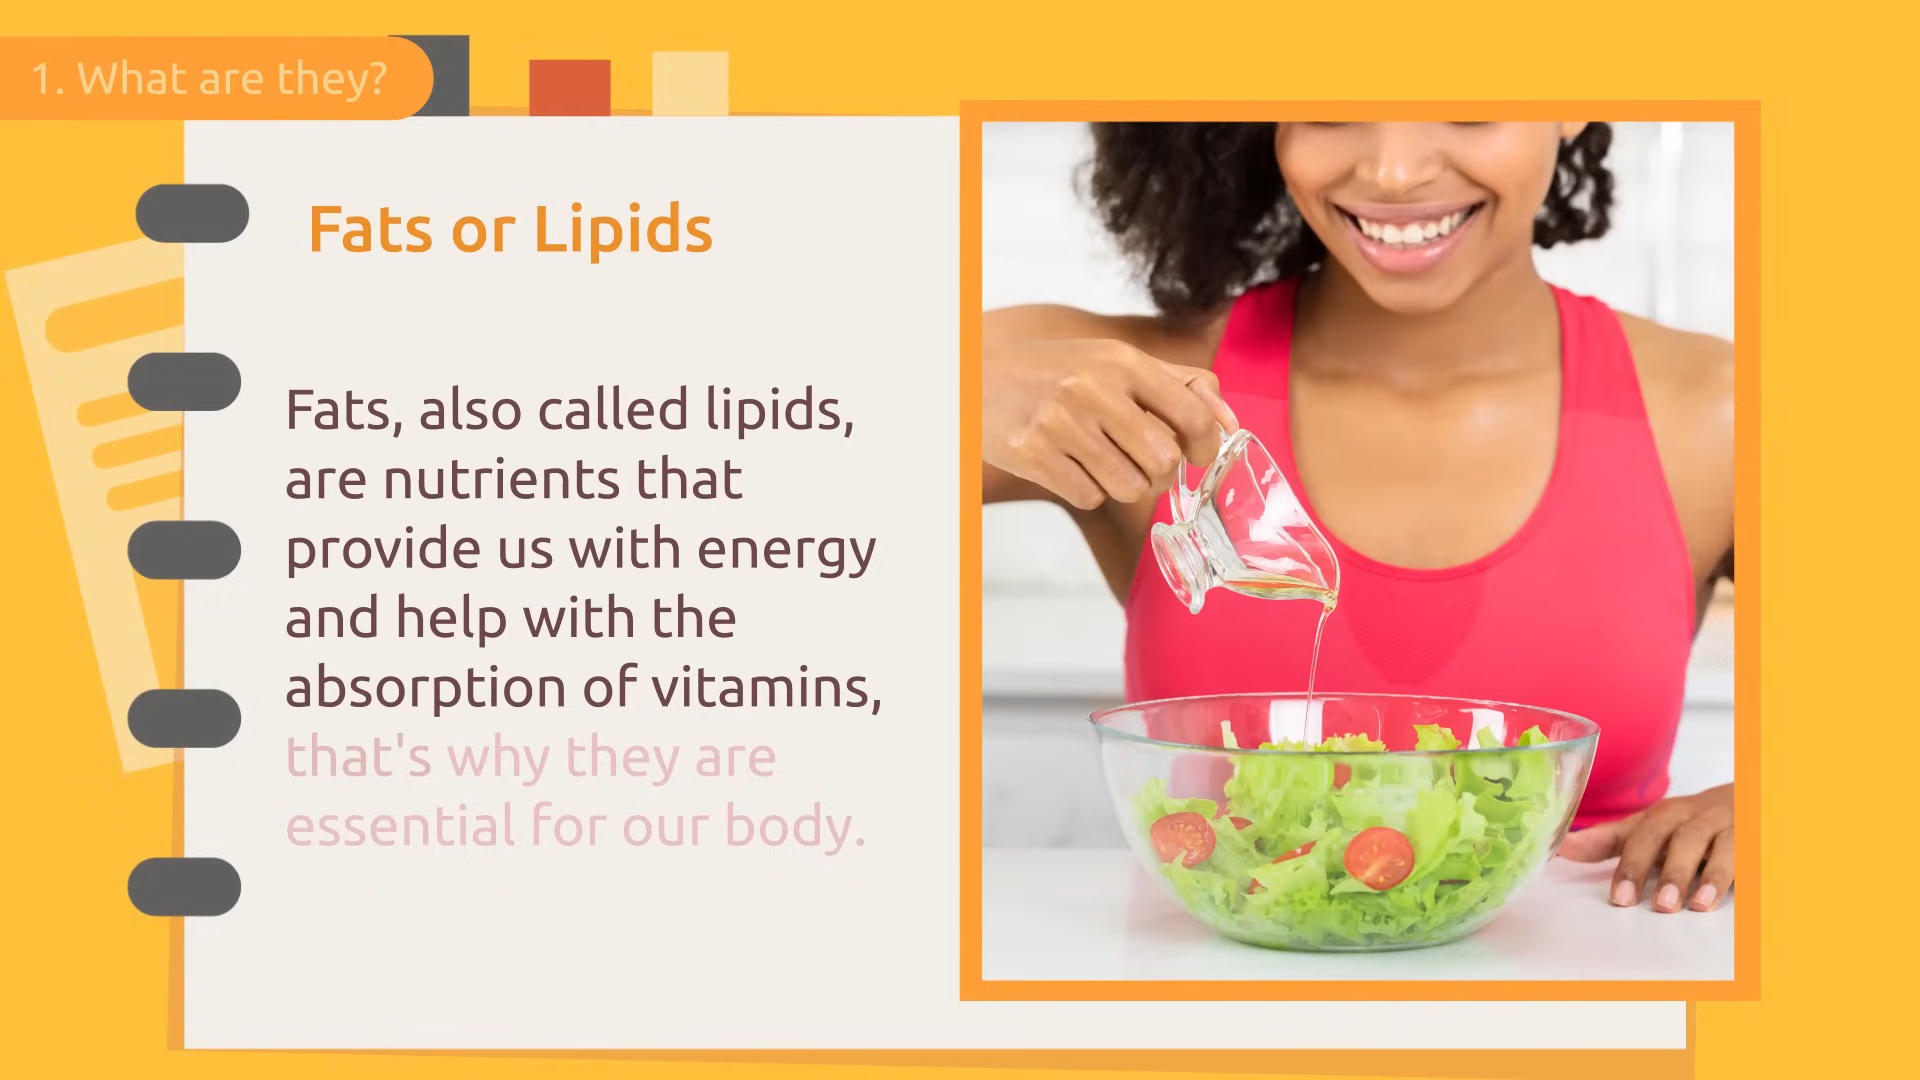 1. What are they?
Fats or Lipids
Fats, also called lipids,
are nutrients that
provide us with energy
and help with the
absorption of vitamins,
that's why they are
essential for our body.